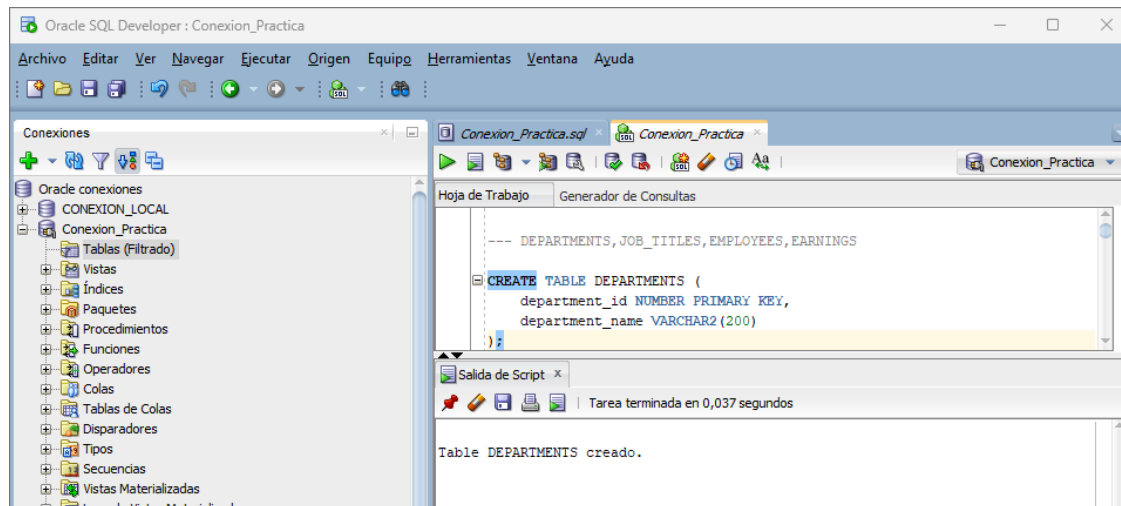 Oracle SQL Developer : Conexion_Practica
Archivo Editar Ver Navegar Ejecutar Origen Equipo Herramientas Ventana Ayuda
Conexiones
Oracle conexiones
CONEXION_LOCAL
Conexion_Practica
Tablas (Filtrado)
Vistas
Índices
Paquetes
Procedimientos
Funciones
Operadores
Colas
Tablas de Colas
Disparadores
Tipos
Secuencias
Vistas Materializadas
Conexion_Practica.sql
Conexion_Practica
Conexion_Practica
Hoja de Trabajo
Generador de Consultas
--- DEPARTMENTS,JOB_TITLES,EMPLOYEES,EARNINGS
CREATE TABLE DEPARTMENTS (
department_id NUMBER PRIMARY KEY,
department_name VARCHAR2(200)
);
Salida de Script
Tarea terminada en 0,037 segundos
Table DEPARTMENTS creado.